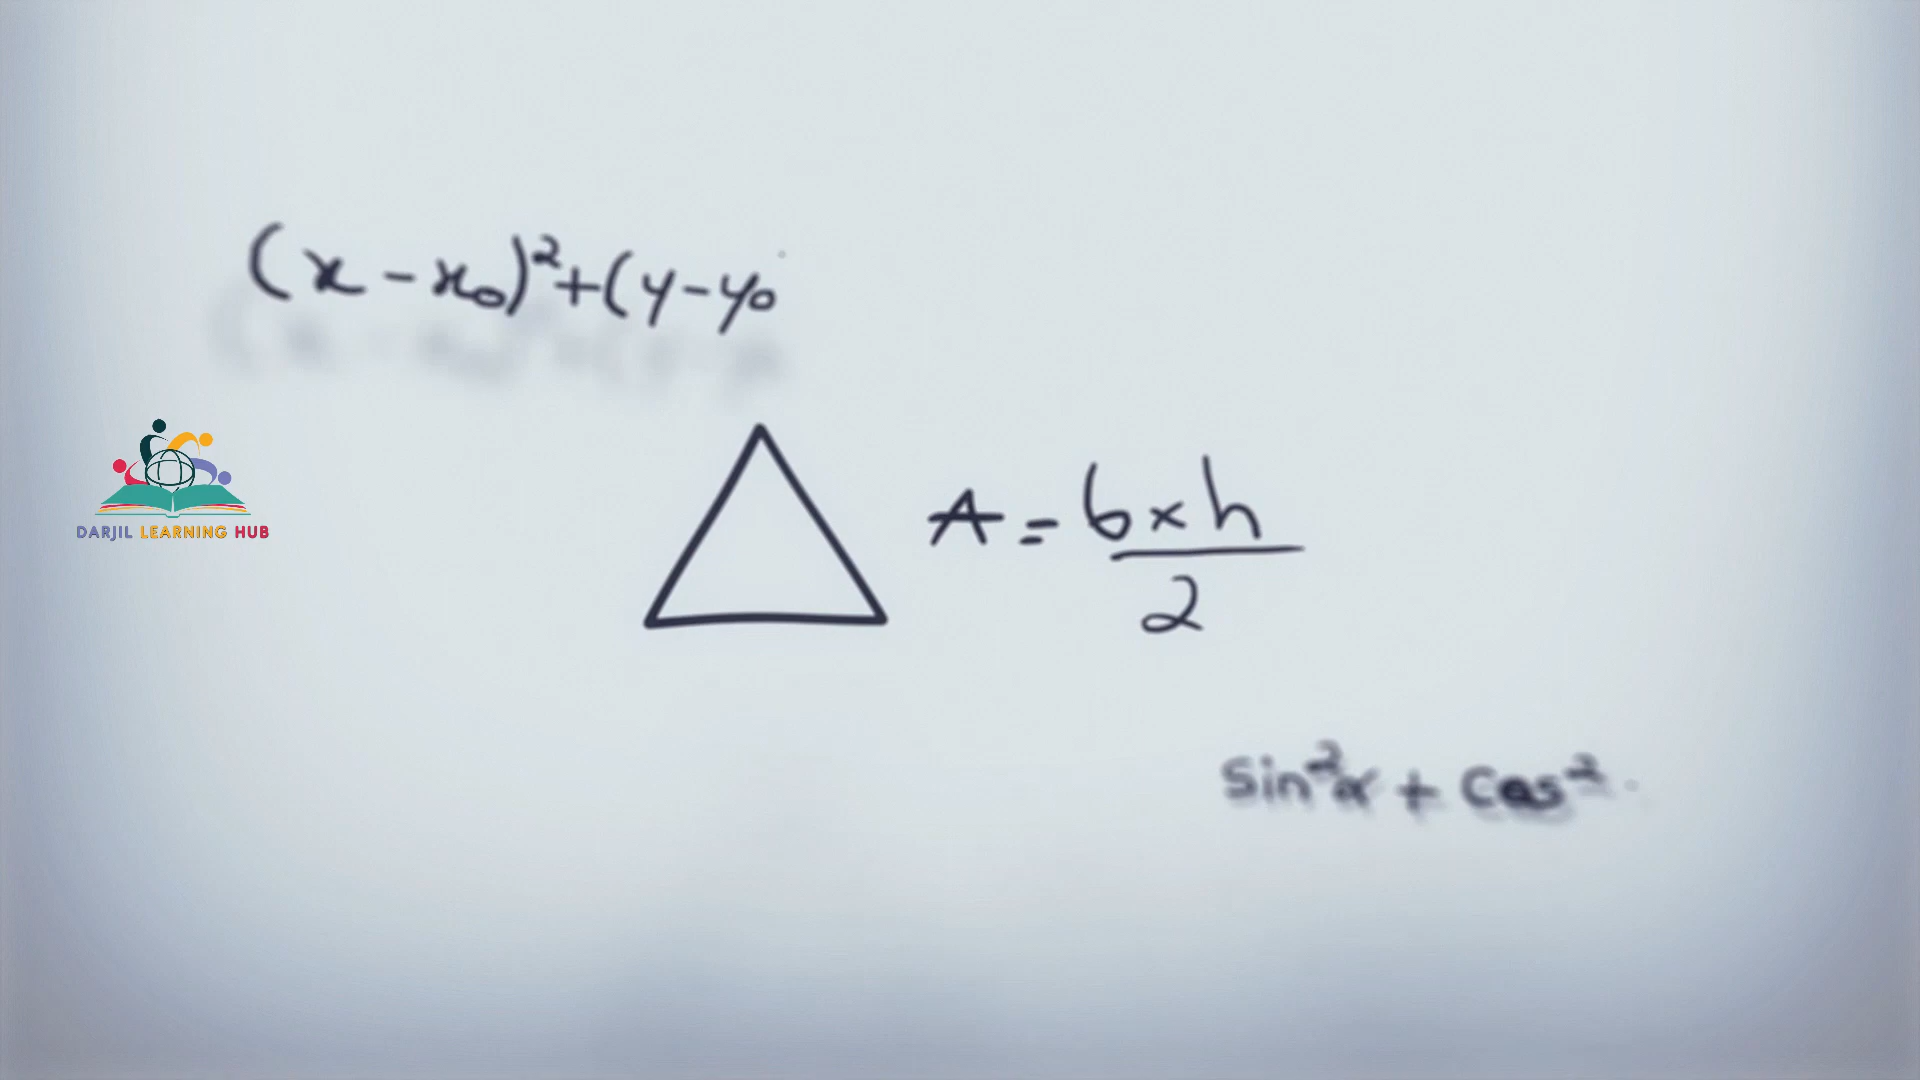 (x - x₀)² + (y - y₀
DARJIL LEARNING HUB
A = b × h
2
sin²α + cos²